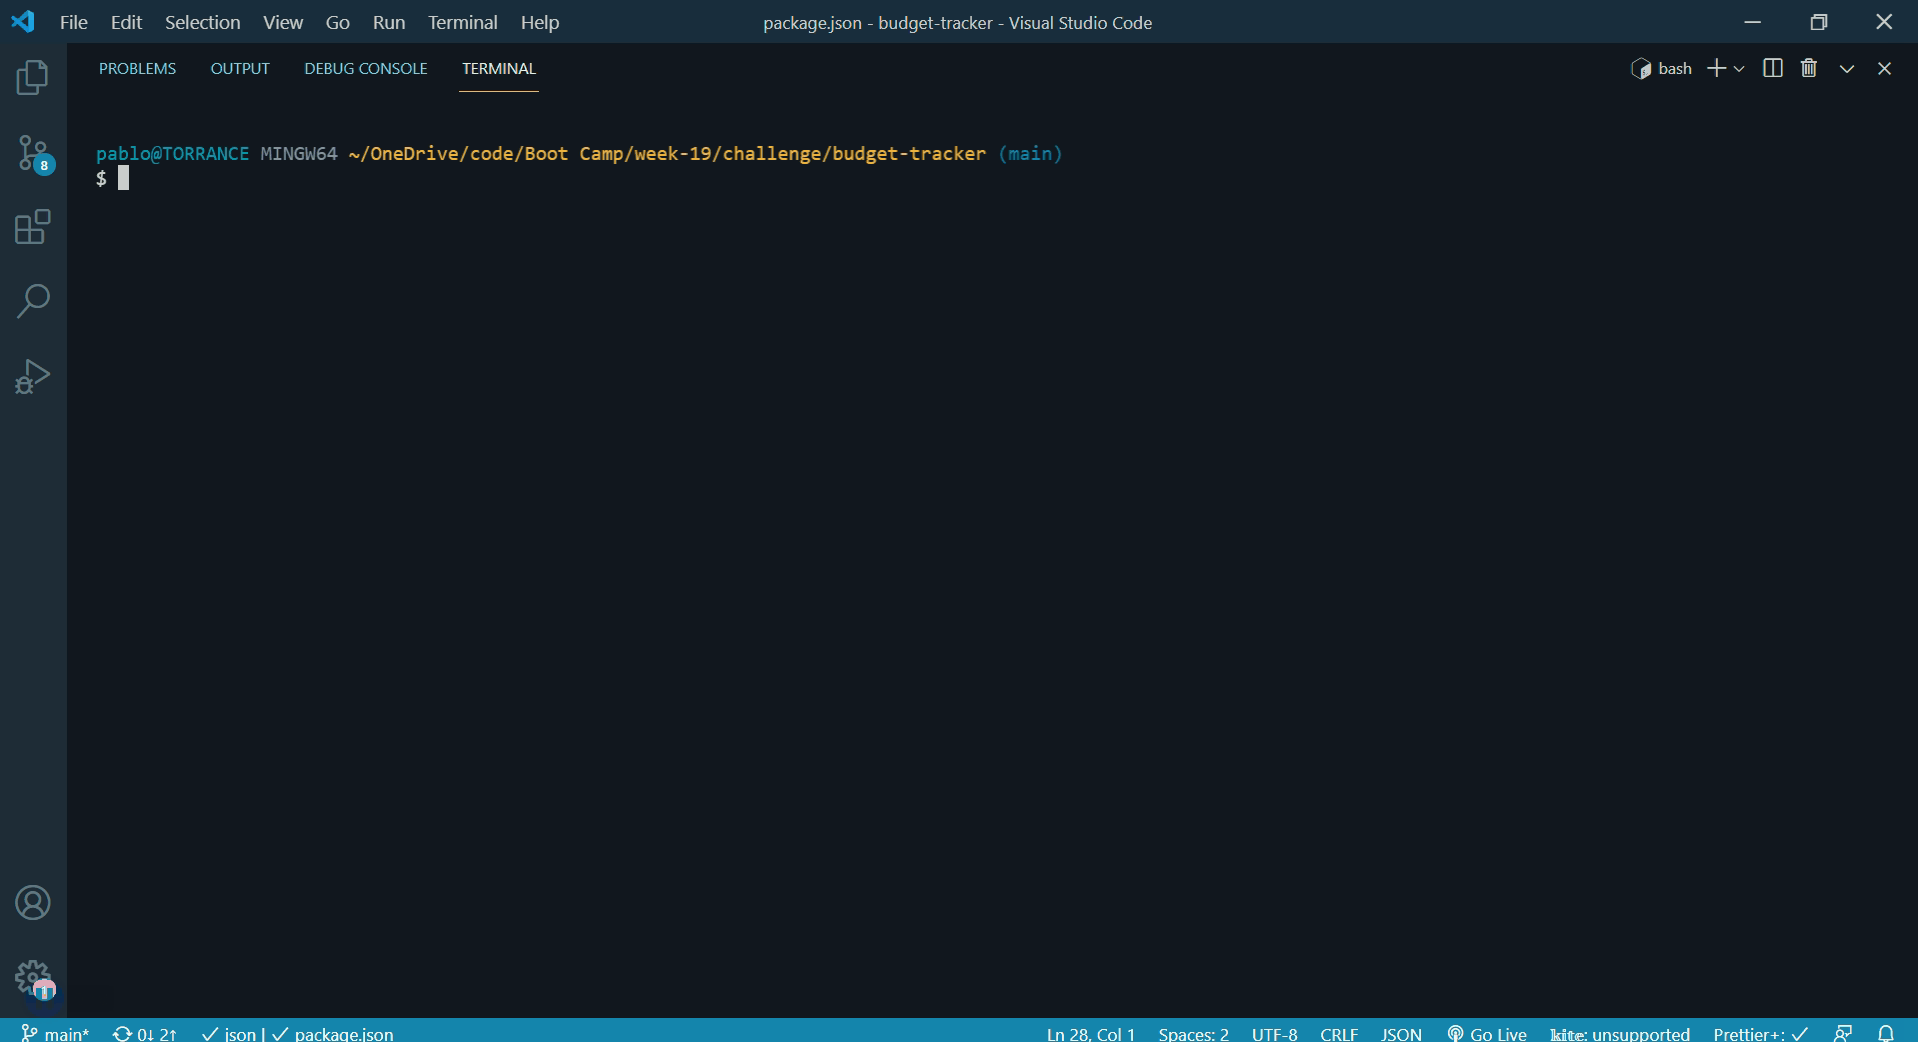 File Edit Selection View Go Run Terminal Help package.json - budget-tracker - Visual Studio Code
PROBLEMS OUTPUT DEBUG CONSOLE TERMINAL bash
8
pablo@TORRANCE MINGW64 ~/OneDrive/code/Boot Camp/week-19/challenge/budget-tracker (main)
$
1
main* 0↓ 2↑ ✓ json | ✓ package.json Ln 28, Col 1 Spaces: 2 UTF-8 CRLF JSON Go Live kite: unsupported Prettier+: ✓